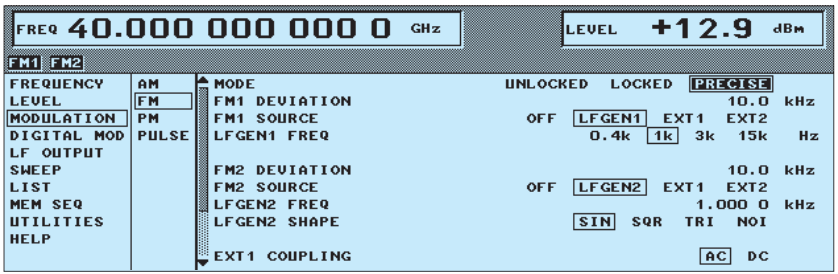 FREQ 40.000 000 000 0 GHz LEVEL +12.9 dBm
FM1 FM2
FREQUENCY AM MODE UNLOCKED LOCKED PRECISE
LEVEL FM FM1 DEVIATION 10.0 kHz
MODULATION PM FM1 SOURCE OFF LFGEN1 EXT1 EXT2
DIGITAL MOD PULSE LFGEN1 FREQ 0.4k 1k 3k 15k Hz
LF OUTPUT
SWEEP FM2 DEVIATION 10.0 kHz
LIST FM2 SOURCE OFF LFGEN2 EXT1 EXT2
MEM SEQ LFGEN2 FREQ 1.000 0 kHz
UTILITIES LFGEN2 SHAPE SIN SQR TRI NOI
HELP
EXT1 COUPLING AC DC